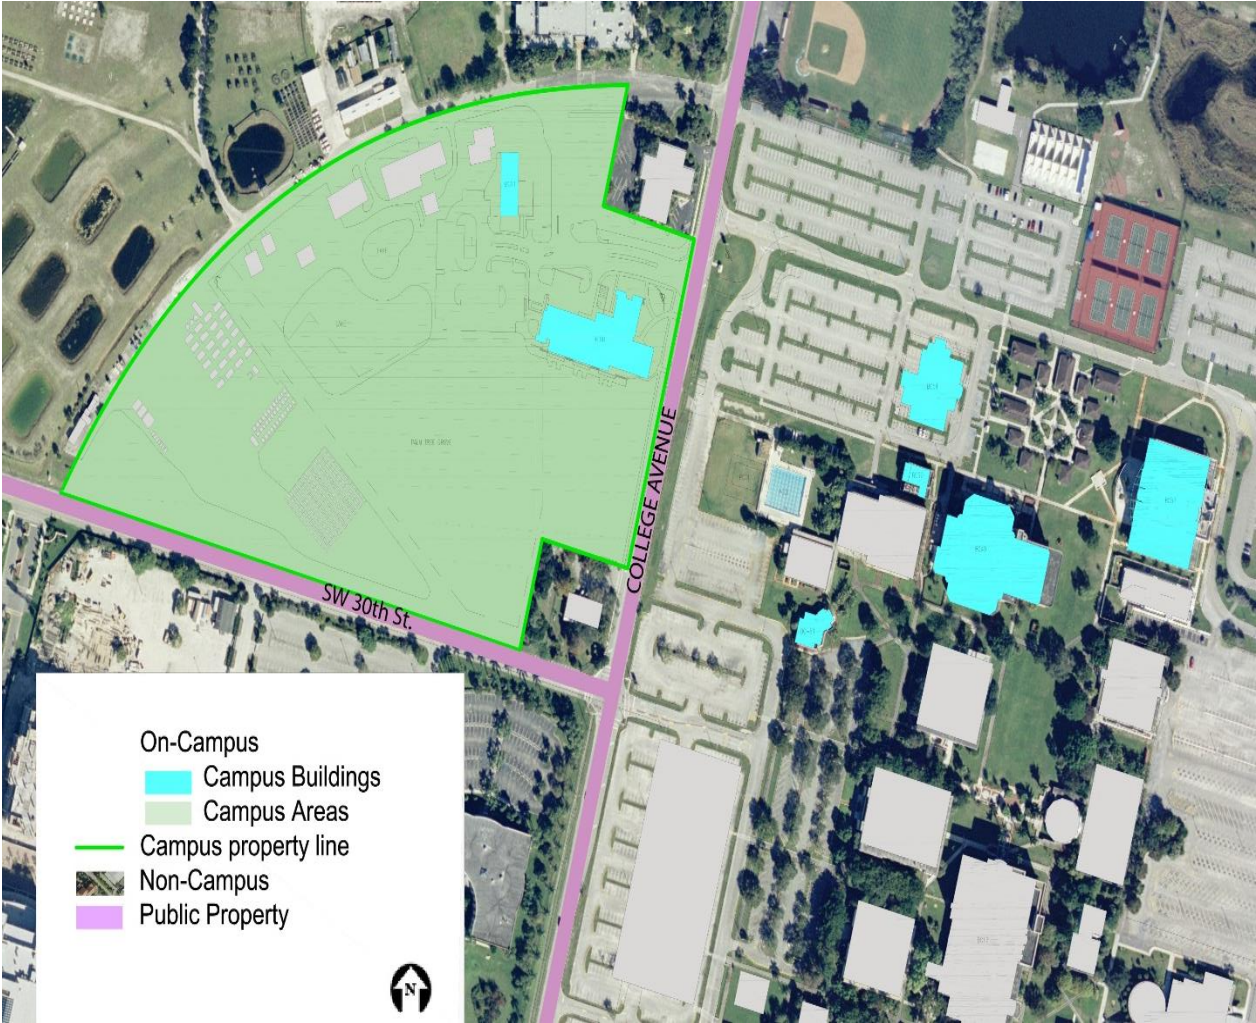 COLLEGE AVENUE
SW 30th St.
On-Campus
Campus Buildings
Campus Areas
Campus property line
Non-Campus
Public Property
N